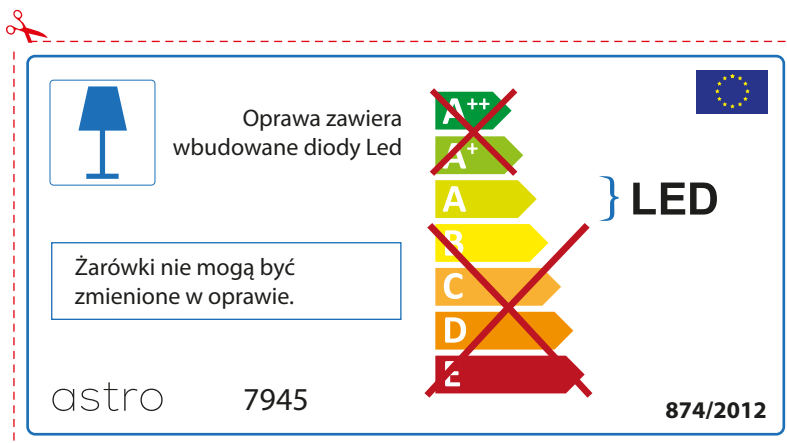 Oprawa zawiera
wbudowane diody Led
A++
A+
A
B
C
D
E
LED
Żarówki nie mogą być
zmienione w oprawie.
astro
7945
874/2012